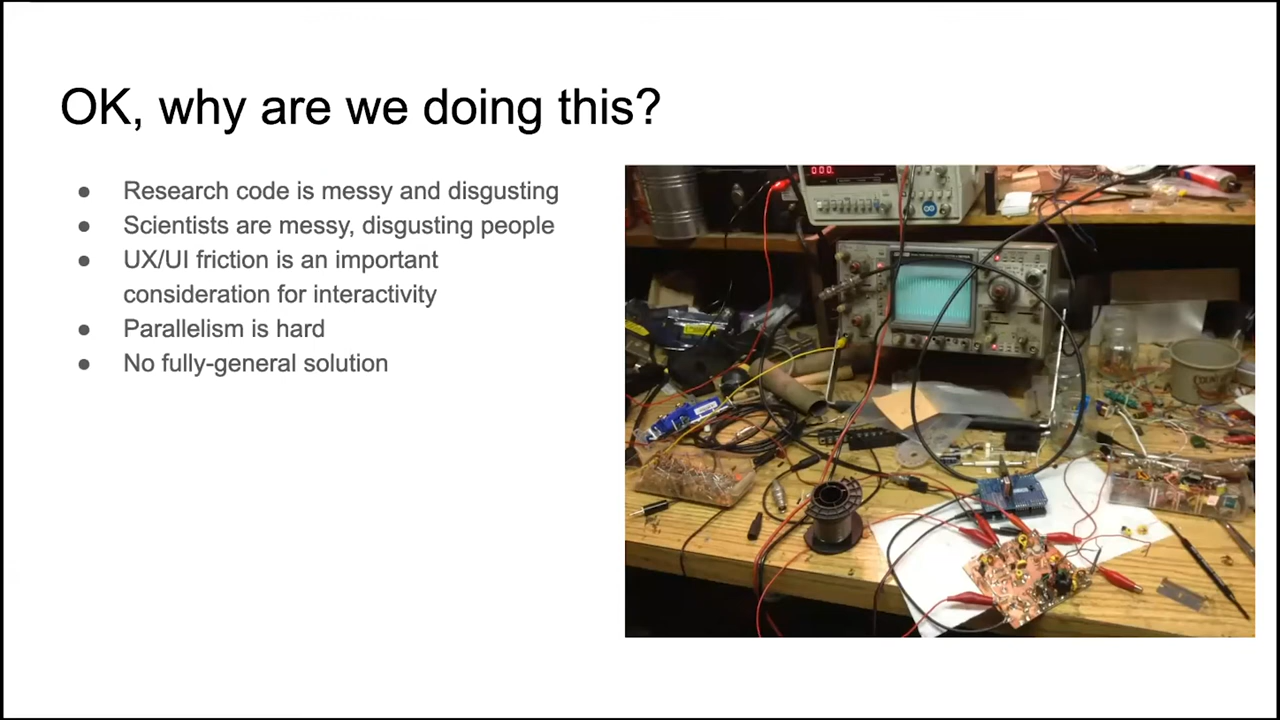 OK, why are we doing this?
● Research code is messy and disgusting
● Scientists are messy, disgusting people
● UX/UI friction is an important
consideration for interactivity
● Parallelism is hard
● No fully-general solution
000.